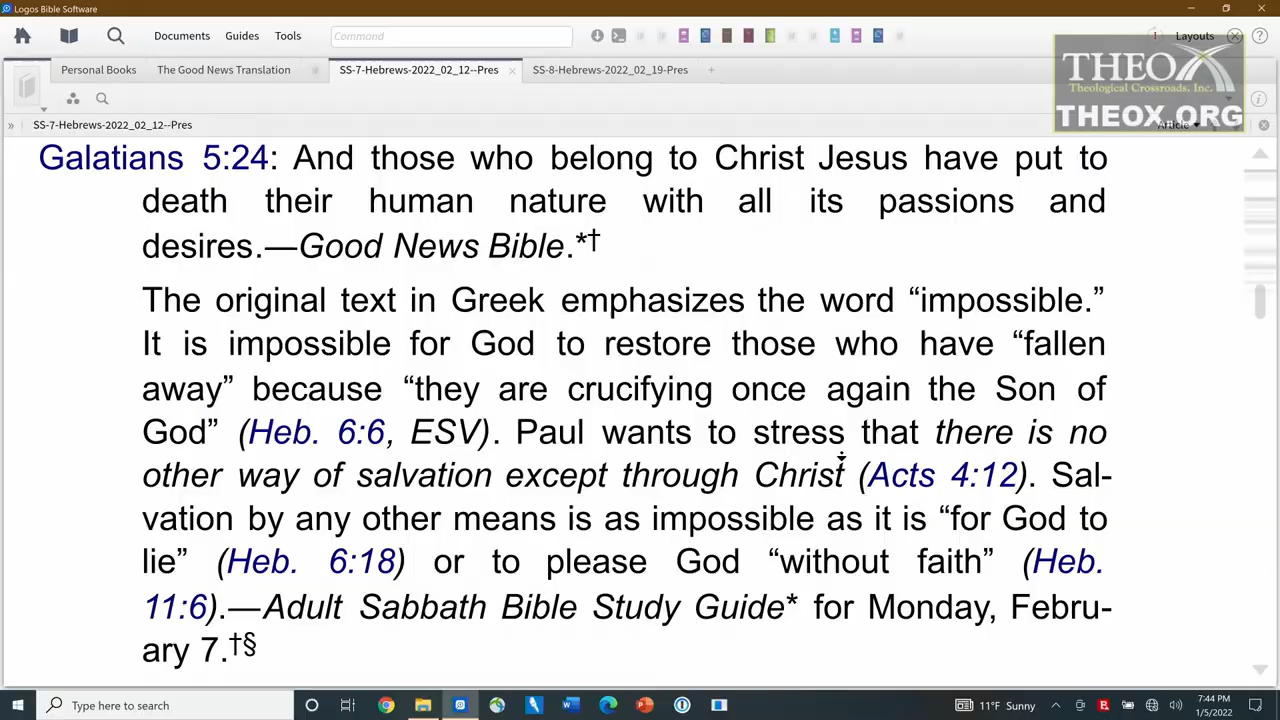 Logos Bible Software
Documents Guides Tools Command Layouts
Personal Books The Good News Translation SS-7-Hebrews-2022_02_12--Pres SS-8-Hebrews-2022_02_19-Pres
THEOX
Theological Crossroads, Inc.
THEOX.ORG
SS-7-Hebrews-2022_02_12--Pres Article
Galatians 5:24: And those who belong to Christ Jesus have put to
death their human nature with all its passions and
desires.—Good News Bible.*†
The original text in Greek emphasizes the word “impossible.”
It is impossible for God to restore those who have “fallen
away” because “they are crucifying once again the Son of
God” (Heb. 6:6, ESV). Paul wants to stress that there is no
other way of salvation except through Christ (Acts 4:12). Sal-
vation by any other means is as impossible as it is “for God to
lie” (Heb. 6:18) or to please God “without faith” (Heb.
11:6).—Adult Sabbath Bible Study Guide* for Monday, Febru-
ary 7.†§
Type here to search 11°F Sunny 7:44 PM
1/5/2022